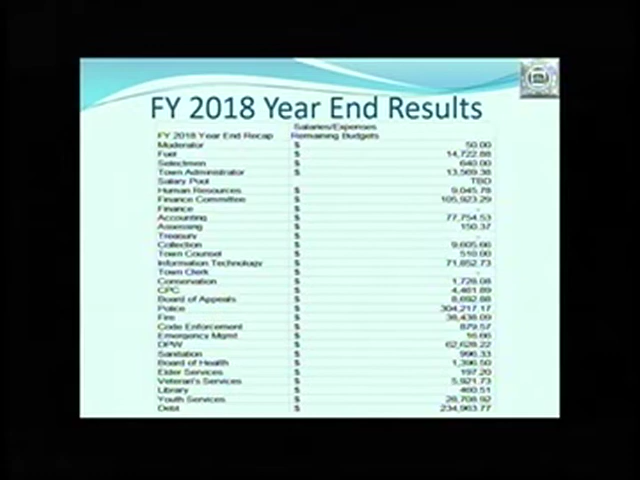 FY 2018 Year End Results
Salaries/Expenses
FY 2018 Year End Recap Remaining Budgets
Moderator $ 50.00
Fuel $ 14,722.88
Selectmen $ 640.00
Town Administrator $ 13,569.38
Salary Pool TBD
Human Resources $ 9,045.78
Finance Committee $ 105,923.29
Finance $ -
Accounting $ 77,754.53
Assessing $ 150.37
Treasury $ -
Collection $ 9,605.66
Town Counsel $ 510.00
Information Technology $ 71,652.73
Town Clerk $ -
Conservation $ 1,728.08
CPC $ 4,461.89
Board of Appeals $ 8,692.88
Police $ 304,217.17
Fire $ 38,438.09
Code Enforcement $ 879.57
Emergency Mgmt $ 16.66
DPW $ 62,628.22
Sanitation $ 996.33
Board of Health $ 1,396.50
Elder Services $ 197.20
Veteran's Services $ 5,921.73
Library $ 460.51
Youth Services $ 28,708.92
Debt $ 234,963.77